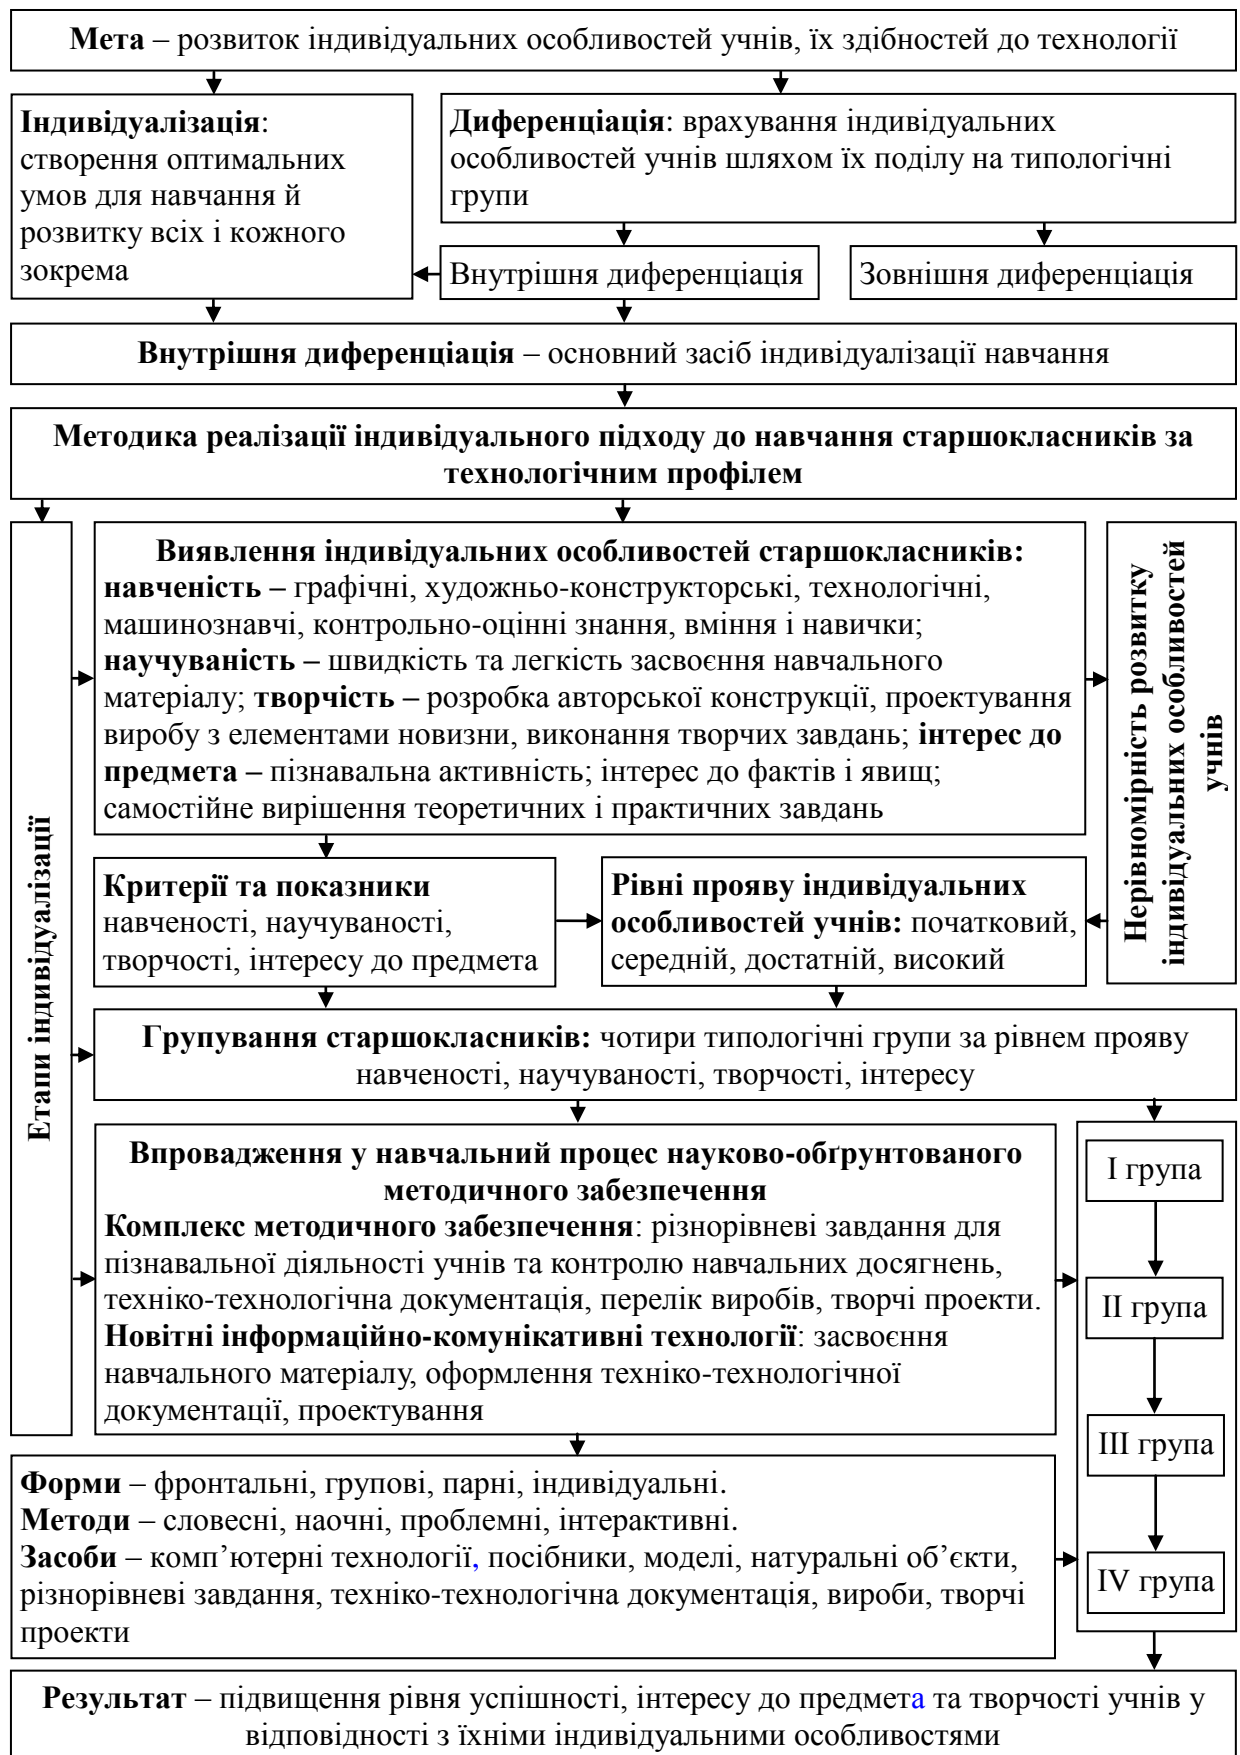 Мета – розвиток індивідуальних особливостей учнів, їх здібностей до технології
Індивідуалізація:
створення оптимальних
умов для навчання й
розвитку всіх і кожного
зокрема
Диференціація: врахування індивідуальних
особливостей учнів шляхом їх поділу на типологічні
групи
Внутрішня диференціація
Зовнішня диференціація
Внутрішня диференціація – основний засіб індивідуалізації навчання
Методика реалізації індивідуального підходу до навчання старшокласників за
технологічним профілем
Етапи індивідуалізації
Виявлення індивідуальних особливостей старшокласників:
навченість – графічні, художньо-конструкторські, технологічні,
машинознавчі, контрольно-оцінні знання, вміння і навички;
научуваність – швидкість та легкість засвоєння навчального
матеріалу; творчість – розробка авторської конструкції, проектування
виробу з елементами новизни, виконання творчих завдань; інтерес до
предмета – пізнавальна активність; інтерес до фактів і явищ;
самостійне вирішення теоретичних і практичних завдань
Нерівномірність розвитку
індивідуальних особливостей
учнів
Критерії та показники
навченості, научуваності,
творчості, інтересу до предмета
Рівні прояву індивідуальних
особливостей учнів: початковий,
середній, достатній, високий
Групування старшокласників: чотири типологічні групи за рівнем прояву
навченості, научуваності, творчості, інтересу
Впровадження у навчальний процес науково-обґрунтованого
методичного забезпечення
Комплекс методичного забезпечення: різнорівневі завдання для
пізнавальної діяльності учнів та контролю навчальних досягнень,
техніко-технологічна документація, перелік виробів, творчі проекти.
Новітні інформаційно-комунікативні технології: засвоєння
навчального матеріалу, оформлення техніко-технологічної
документації, проектування
І група
ІІ група
ІІІ група
IV група
Форми – фронтальні, групові, парні, індивідуальні.
Методи – словесні, наочні, проблемні, інтерактивні.
Засоби – комп’ютерні технології, посібники, моделі, натуральні об’єкти,
різнорівневі завдання, техніко-технологічна документація, вироби, творчі
проекти
Результат – підвищення рівня успішності, інтересу до предмета та творчості учнів у
відповідності з їхніми індивідуальними особливостями